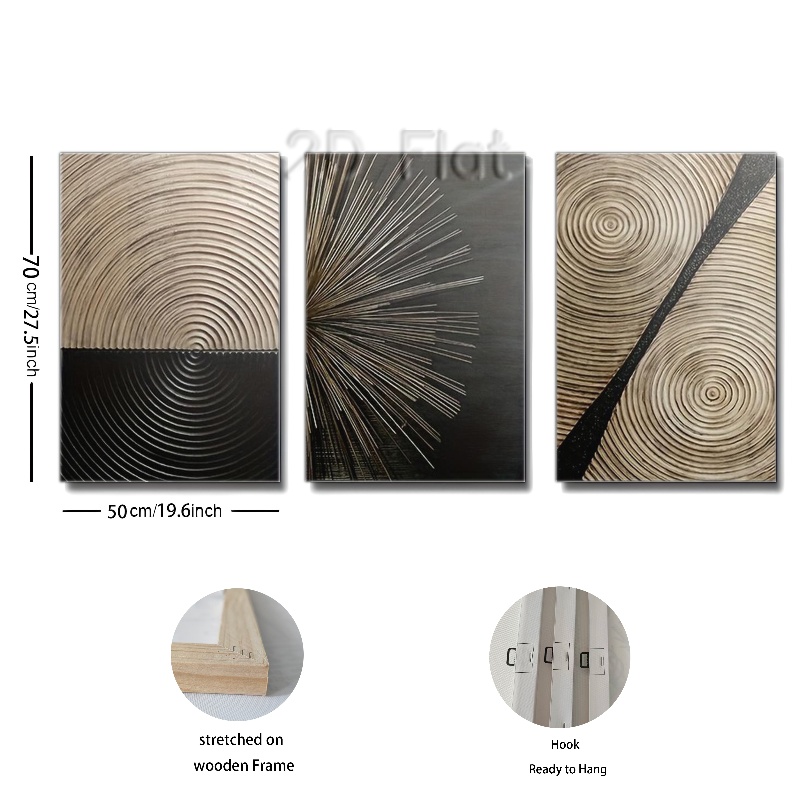 2D Flat
70 cm/27.5inch
50 cm/19.6inch
stretched on
wooden Frame
Hook
Ready to Hang